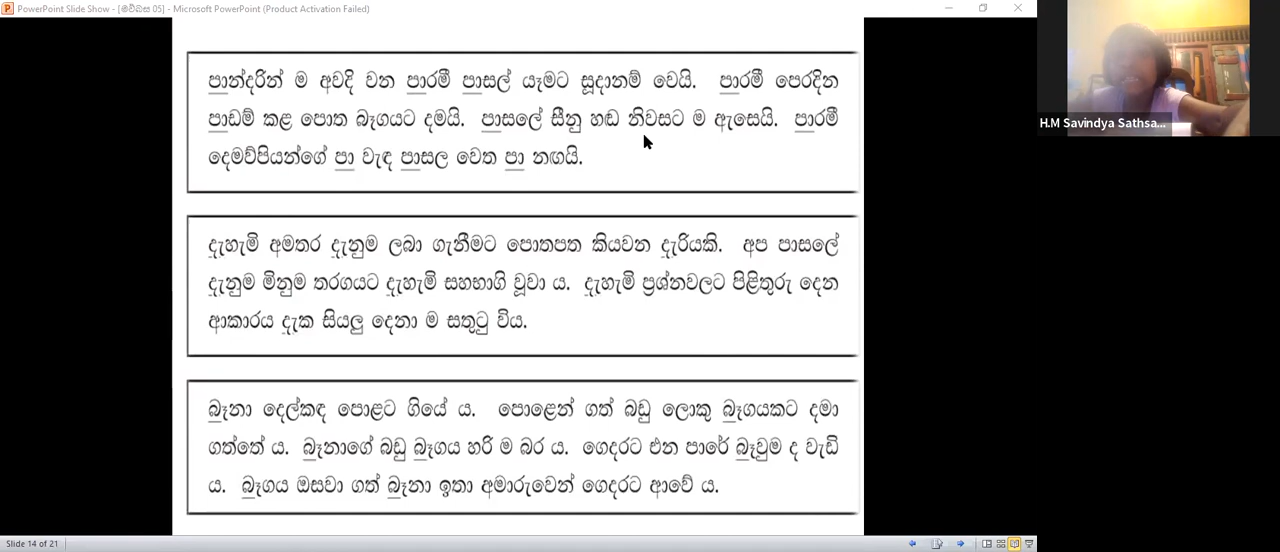 PowerPoint Slide Show - [මව්බස 05] - Microsoft PowerPoint (Product Activation Failed)
පාන්දරින් ම අවදි වන පාරමී පාසල් යෑමට සූදානම් වෙයි. පාරමී පෙරදින
පාඩම් කළ පොත බෑගයට දමයි. පාසලේ සීනු හඬ නිවසට ම ඇසෙයි. පාරමී
දෙමව්පියන්ගේ පා වැඳ පාසල වෙත පා නඟයි.
දැහැමි අමතර දැනුම ලබා ගැනීමට පොතපත කියවන දැරියකි. අප පාසලේ
දැනුම මිනුම තරගයට දැහැමි සහභාගි වූවා ය. දැහැමි ප්‍රශ්නවලට පිළිතුරු දෙන
ආකාරය දැක සියලු දෙනා ම සතුටු විය.
බෑනා දෙල්කඳ පොළට ගියේ ය. පොළෙන් ගත් බඩු ලොකු බෑගයකට දමා
ගත්තේ ය. බෑනාගේ බඩු බෑගය හරි ම බර ය. ගෙදරට එන පාරේ බෑවුම ද වැඩි
ය. බෑගය ඔසවා ගත් බෑනා ඉතා අමාරුවෙන් ගෙදරට ආවේ ය.
H.M Savindya Sathsa...
Slide 14 of 21